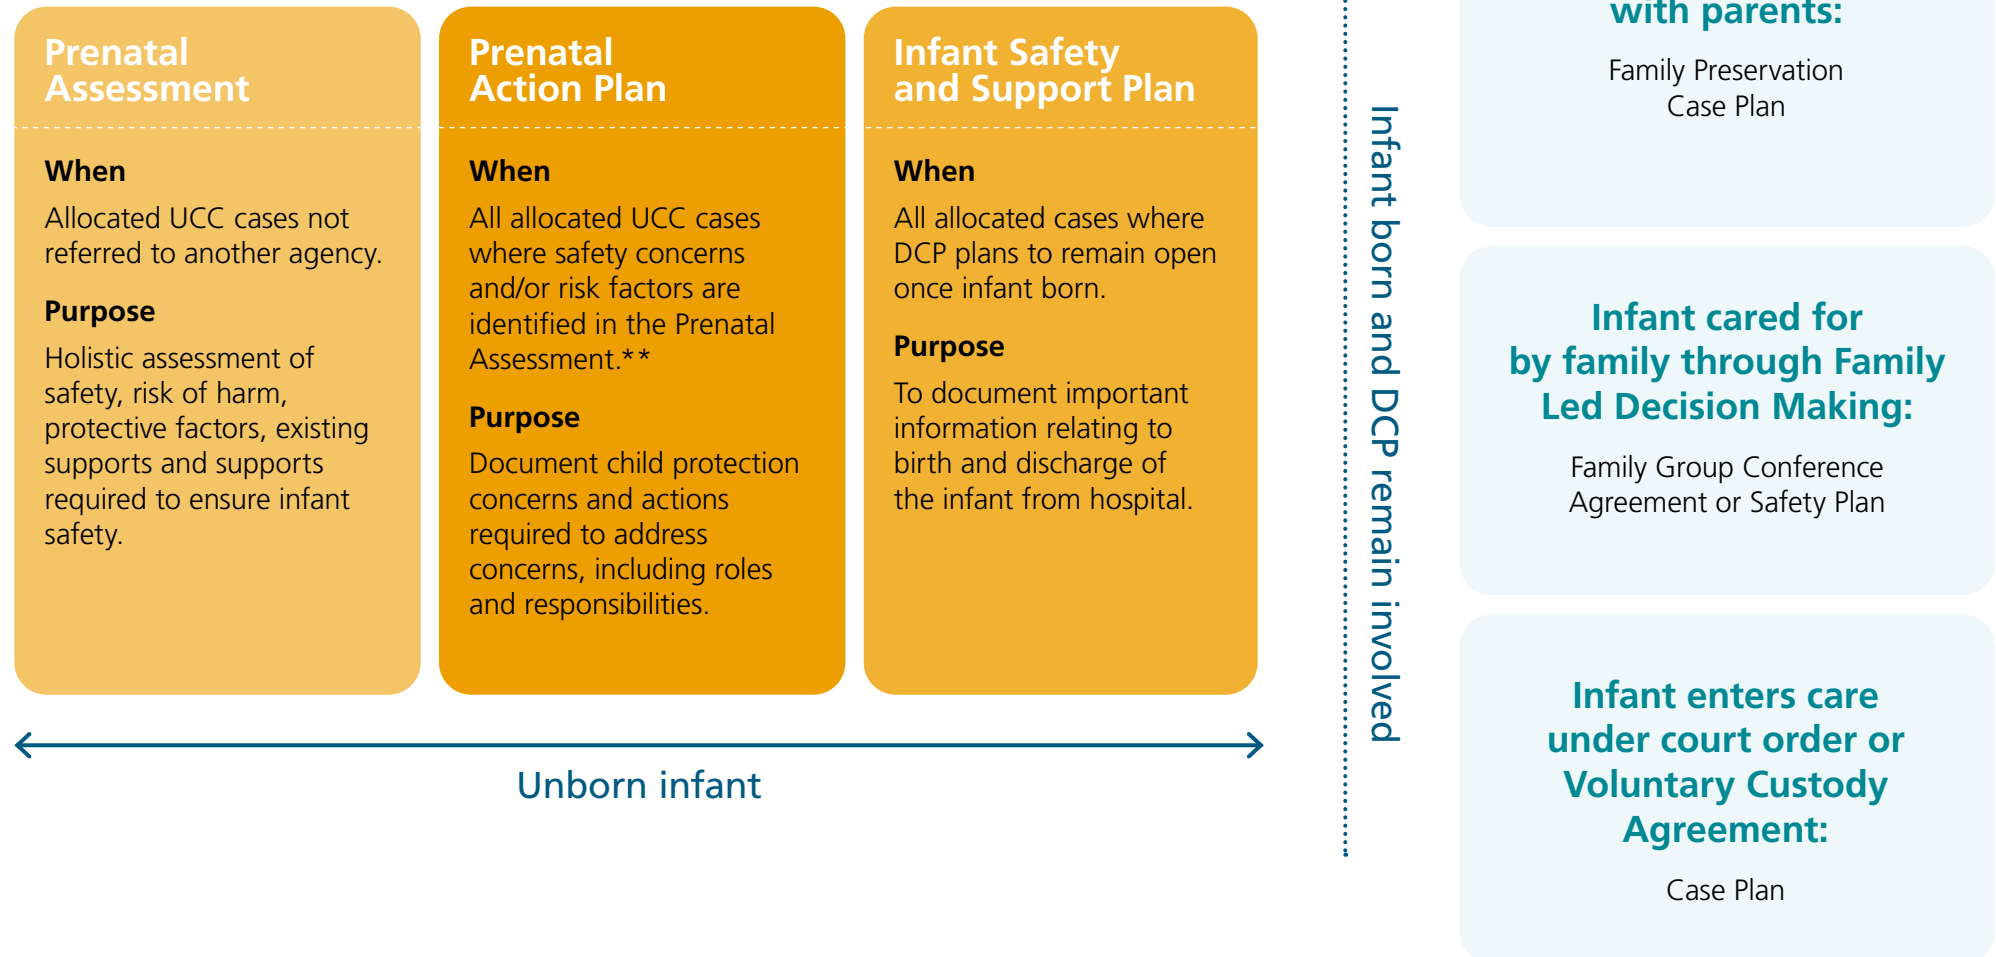 Prenatal
Assessment
When
Allocated UCC cases not
referred to another agency.
Purpose
Holistic assessment of
safety, risk of harm,
protective factors, existing
supports and supports
required to ensure infant
safety.
Prenatal
Action Plan
When
All allocated UCC cases
where safety concerns
and/or risk factors are
identified in the Prenatal
Assessment.**
Purpose
Document child protection
concerns and actions
required to address
concerns, including roles
and responsibilities.
Infant Safety
and Support Plan
When
All allocated cases where
DCP plans to remain open
once infant born.
Purpose
To document important
information relating to
birth and discharge of
the infant from hospital.
Unborn infant
Infant born and DCP remain involved
with parents:
Family Preservation
Case Plan
Infant cared for
by family through Family
Led Decision Making:
Family Group Conference
Agreement or Safety Plan
Infant enters care
under court order or
Voluntary Custody
Agreement:
Case Plan